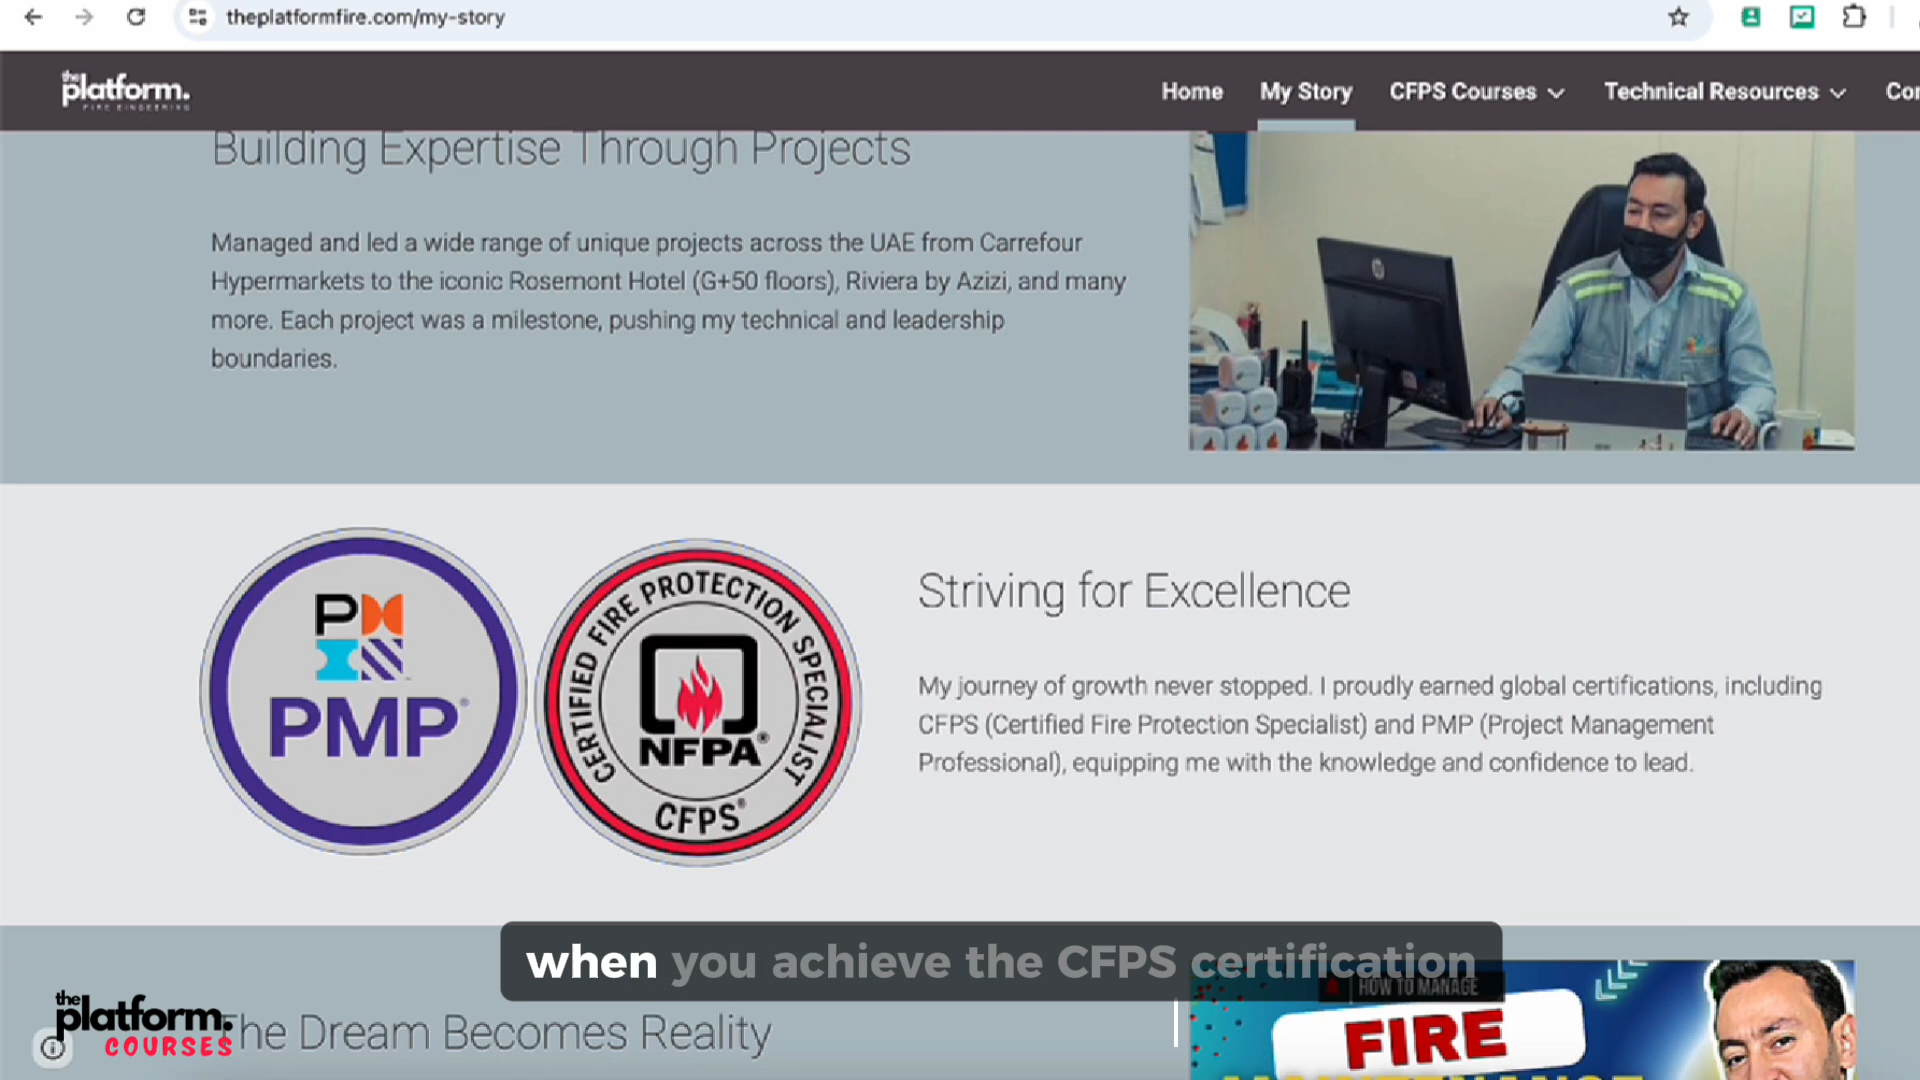 theplatformfire.com/my-story
the
platform.
Home My Story CFPS Courses Technical Resources Cor
Building Expertise Through Projects
Managed and led a wide range of unique projects across the UAE from Carrefour
Hypermarkets to the iconic Rosemont Hotel (G+50 floors), Riviera by Azizi, and many
more. Each project was a milestone, pushing my technical and leadership
boundaries.
PMP®
CERTIFIED FIRE PROTECTION SPECIALIST
NFPA®
CFPS®
Striving for Excellence
My journey of growth never stopped. I proudly earned global certifications, including
CFPS (Certified Fire Protection Specialist) and PMP (Project Management
Professional), equipping me with the knowledge and confidence to lead.
when you achieve the CFPS certification
HOW TO MANAGE
FIRE
the
platform.
COURSES
The Dream Becomes Reality